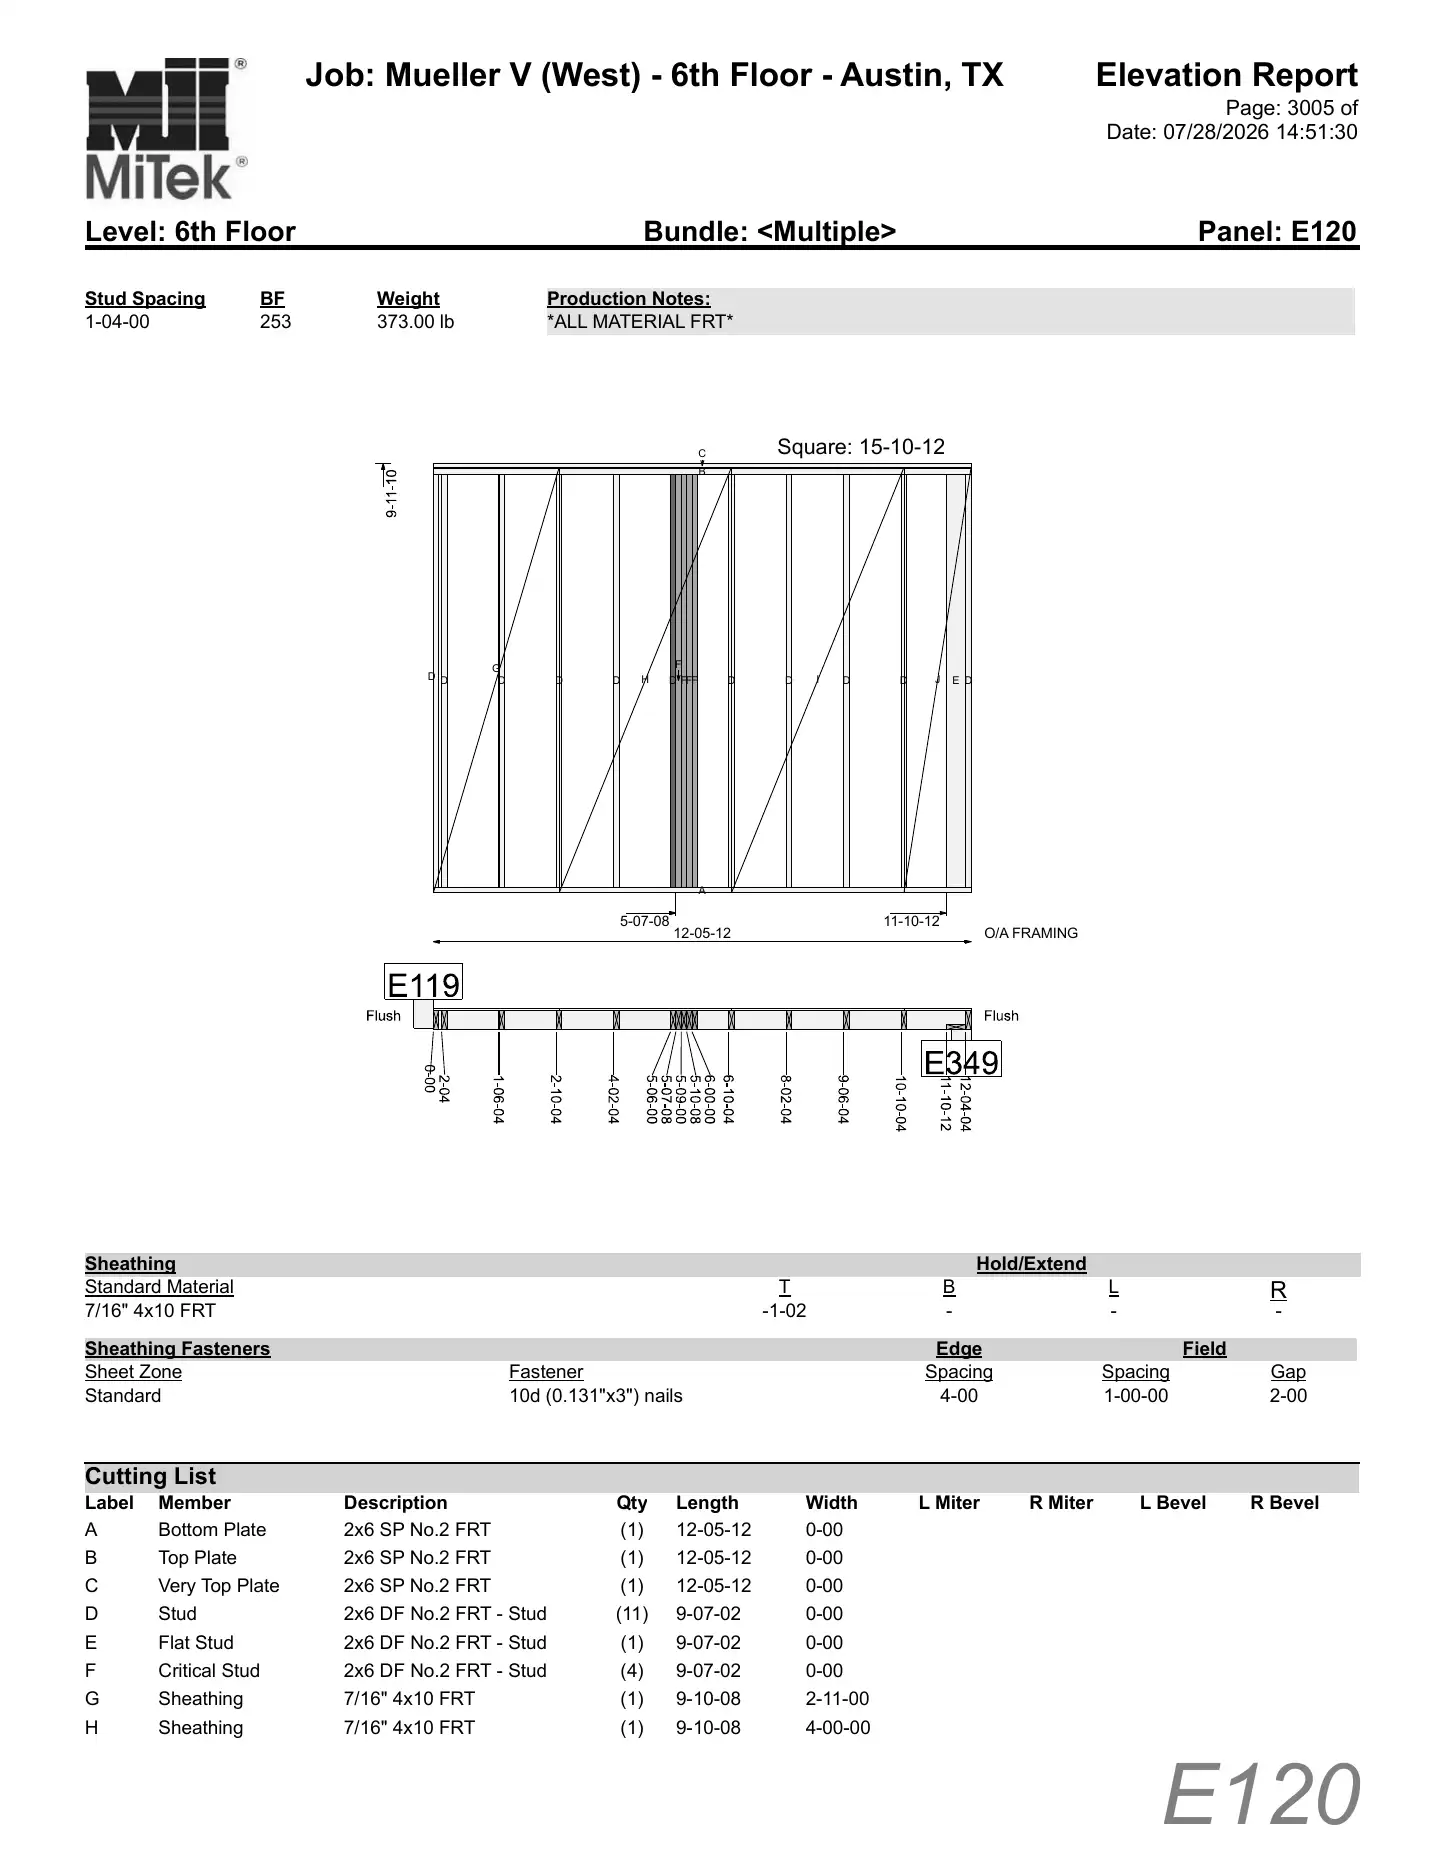 Job: Mueller V (West) - 6th Floor - Austin, TX
Elevation Report
Page: 3005 of
Date: 07/28/2026 14:51:30
MiTek®
Level: 6th Floor Bundle: <Multiple> Panel: E120
Stud Spacing BF Weight Production Notes:
1-04-00 253 373.00 lb *ALL MATERIAL FRT*
Square: 15-10-12
C
B
9-11-10
G
F
D D D D D H D F F F D D I D D J E D
A
5-07-08 11-10-12
12-05-12 O/A FRAMING
E119
Flush Flush
E349
0-00 2-04 1-06-04 2-10-04 4-02-04 5-06-00 5-07-08 5-09-00 5-10-08 6-00-00 6-10-04 8-02-04 9-06-04 10-10-04 11-10-12 12-04-04
Sheathing Hold/Extend
Standard Material T B L R
7/16" 4x10 FRT -1-02 - - -
Sheathing Fasteners Edge Field
Sheet Zone Fastener Spacing Spacing Gap
Standard 10d (0.131"x3") nails 4-00 1-00-00 2-00
Cutting List
Label Member Description Qty Length Width L Miter R Miter L Bevel R Bevel
A Bottom Plate 2x6 SP No.2 FRT (1) 12-05-12 0-00
B Top Plate 2x6 SP No.2 FRT (1) 12-05-12 0-00
C Very Top Plate 2x6 SP No.2 FRT (1) 12-05-12 0-00
D Stud 2x6 DF No.2 FRT - Stud (11) 9-07-02 0-00
E Flat Stud 2x6 DF No.2 FRT - Stud (1) 9-07-02 0-00
F Critical Stud 2x6 DF No.2 FRT - Stud (4) 9-07-02 0-00
G Sheathing 7/16" 4x10 FRT (1) 9-10-08 2-11-00
H Sheathing 7/16" 4x10 FRT (1) 9-10-08 4-00-00
E120